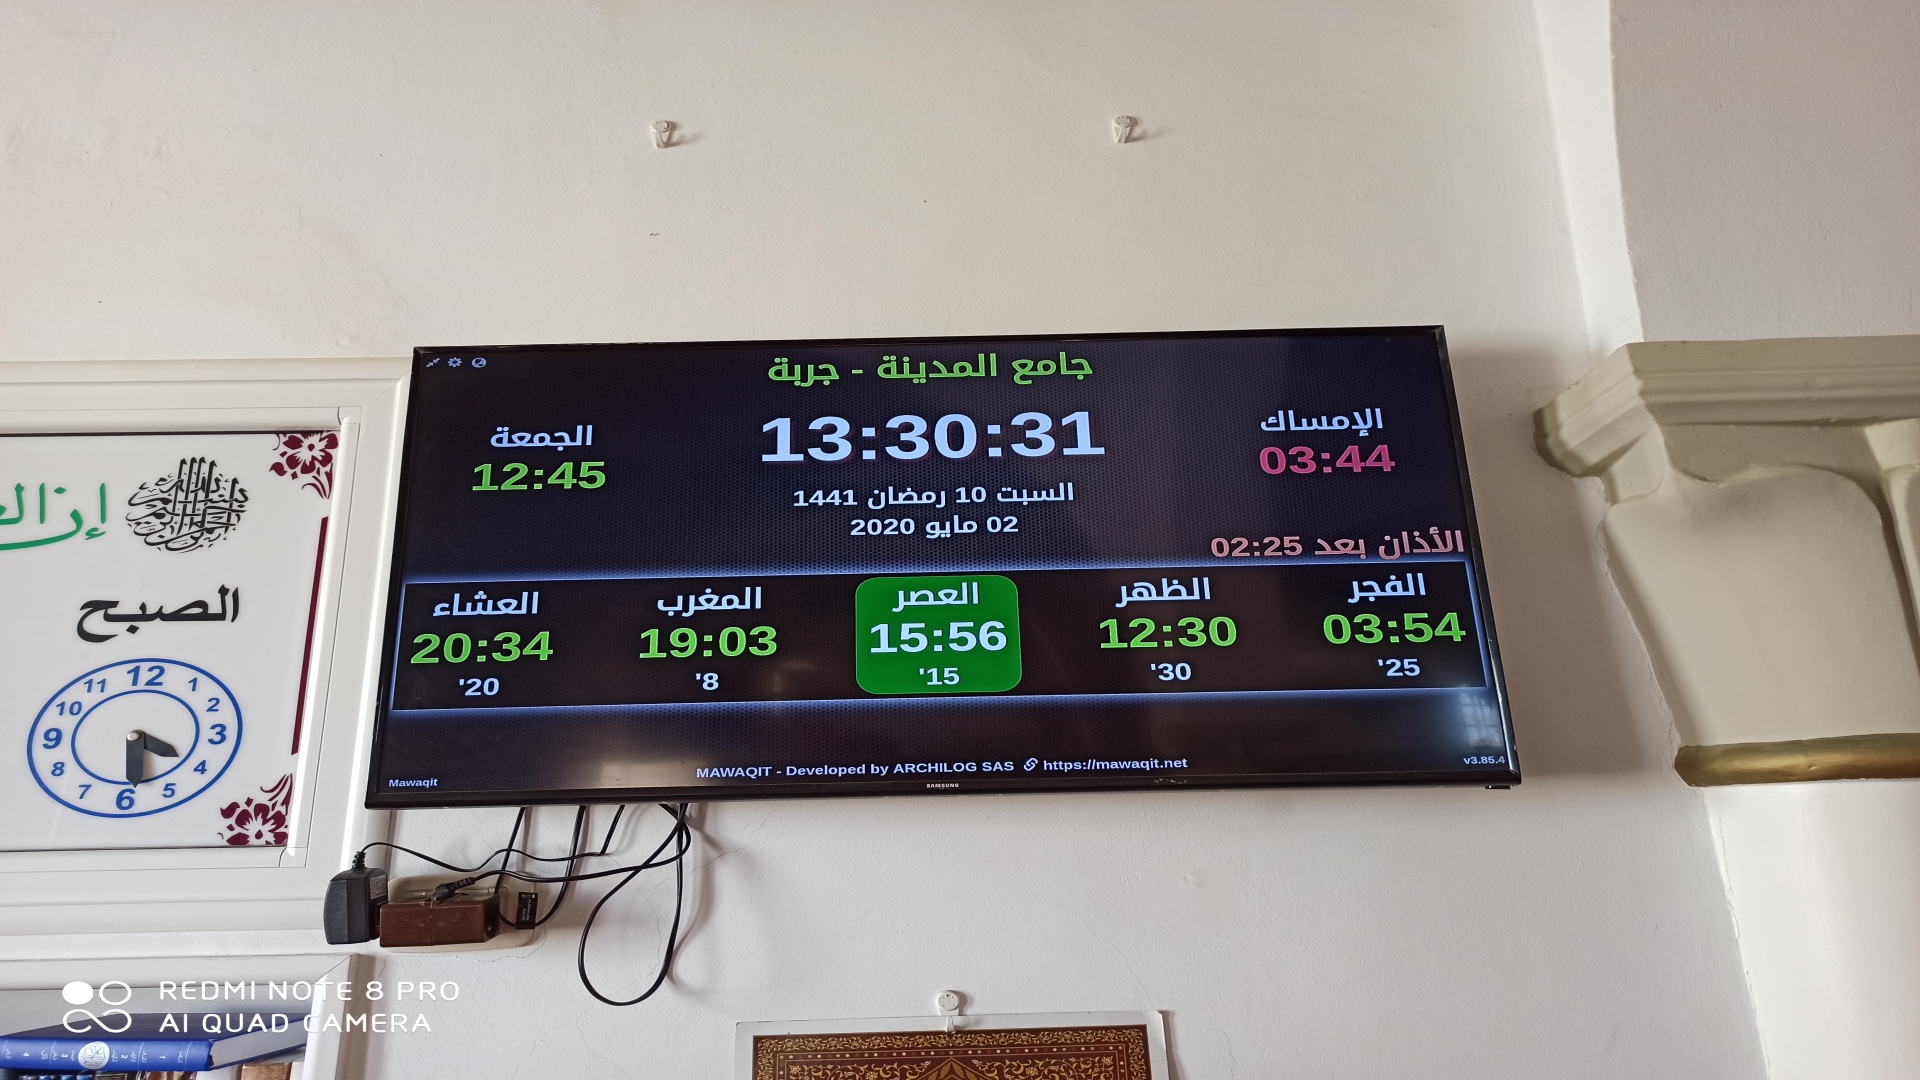 جامع المدينة - جربة
الإمساك
03:44
13:30:31
الجمعة
12:45
السبت 10 رمضان 1441
02 مايو 2020
الأذان بعد 02:25
الفجر
03:54
'25
الظهر
12:30
'30
العصر
15:56
'15
المغرب
19:03
'8
العشاء
20:34
'20
Mawaqit
MAWAQIT - Developed by ARCHILOG SAS https://mawaqit.net
v3.85.4
SAMSUNG
الصبح
12
1
2
3
4
5
6
7
8
9
10
11
REDMI NOTE 8 PRO
AI QUAD CAMERA